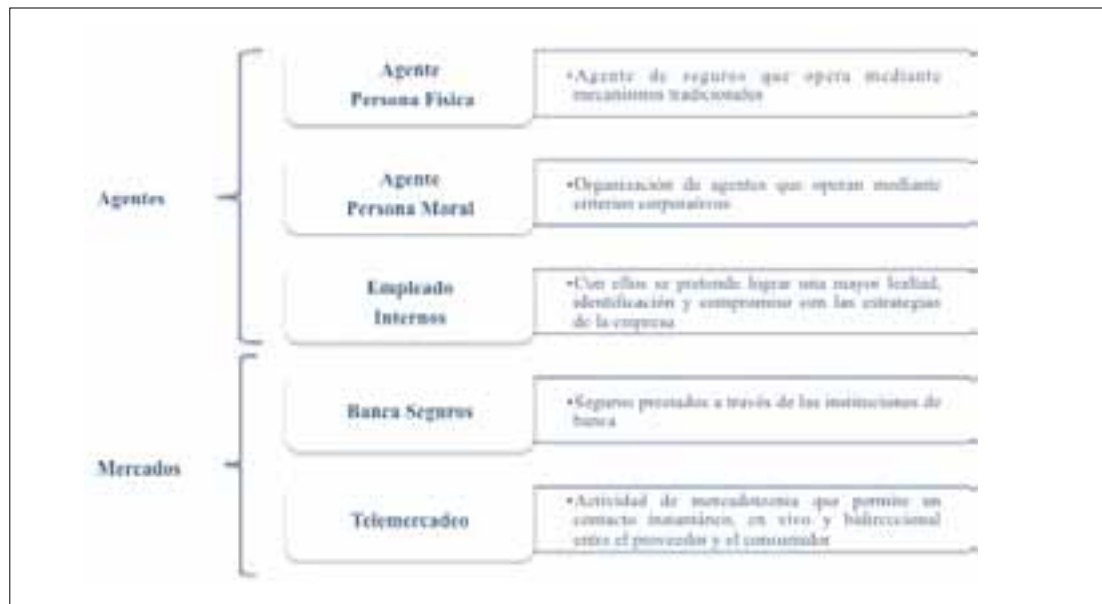 Agentes
Agente
Persona Física
•Agente de seguros que opera mediante
mecanismos tradicionales
Agente
Persona Moral
•Organización de agentes que operan mediante
criterios corporativos
Empleado
Internos
•Con ellos se pretende lograr una mayor lealtad,
identificación y compromiso con las estrategias
de la empresa
Mercados
Banca Seguros
•Seguros prestados a través de las instituciones de
banca
Telemercadeo
•Actividad de mercadotecnia que permite un
contacto instantáneo, en vivo y bidireccional
entre el proveedor y el consumidor